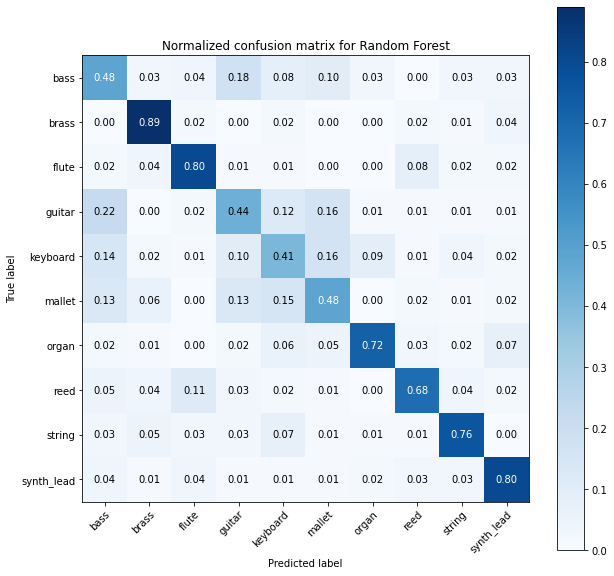 Normalized confusion matrix for Random Forest
bass 0.48 0.03 0.04 0.18 0.08 0.10 0.03 0.00 0.03 0.03
brass 0.00 0.89 0.02 0.00 0.02 0.00 0.00 0.02 0.01 0.04
flute 0.02 0.04 0.80 0.01 0.01 0.00 0.00 0.08 0.02 0.02
guitar 0.22 0.00 0.02 0.44 0.12 0.16 0.01 0.01 0.01 0.01
keyboard 0.14 0.02 0.01 0.10 0.41 0.16 0.09 0.01 0.04 0.02
mallet 0.13 0.06 0.00 0.13 0.15 0.48 0.00 0.02 0.01 0.02
organ 0.02 0.01 0.00 0.02 0.06 0.05 0.72 0.03 0.02 0.07
reed 0.05 0.04 0.11 0.03 0.02 0.01 0.00 0.68 0.04 0.02
string 0.03 0.05 0.03 0.03 0.07 0.01 0.01 0.01 0.76 0.00
synth_lead 0.04 0.01 0.04 0.01 0.01 0.01 0.02 0.03 0.03 0.80
bass brass flute guitar keyboard mallet organ reed string synth_lead
Predicted label
True label
0.8
0.7
0.6
0.5
0.4
0.3
0.2
0.1
0.0